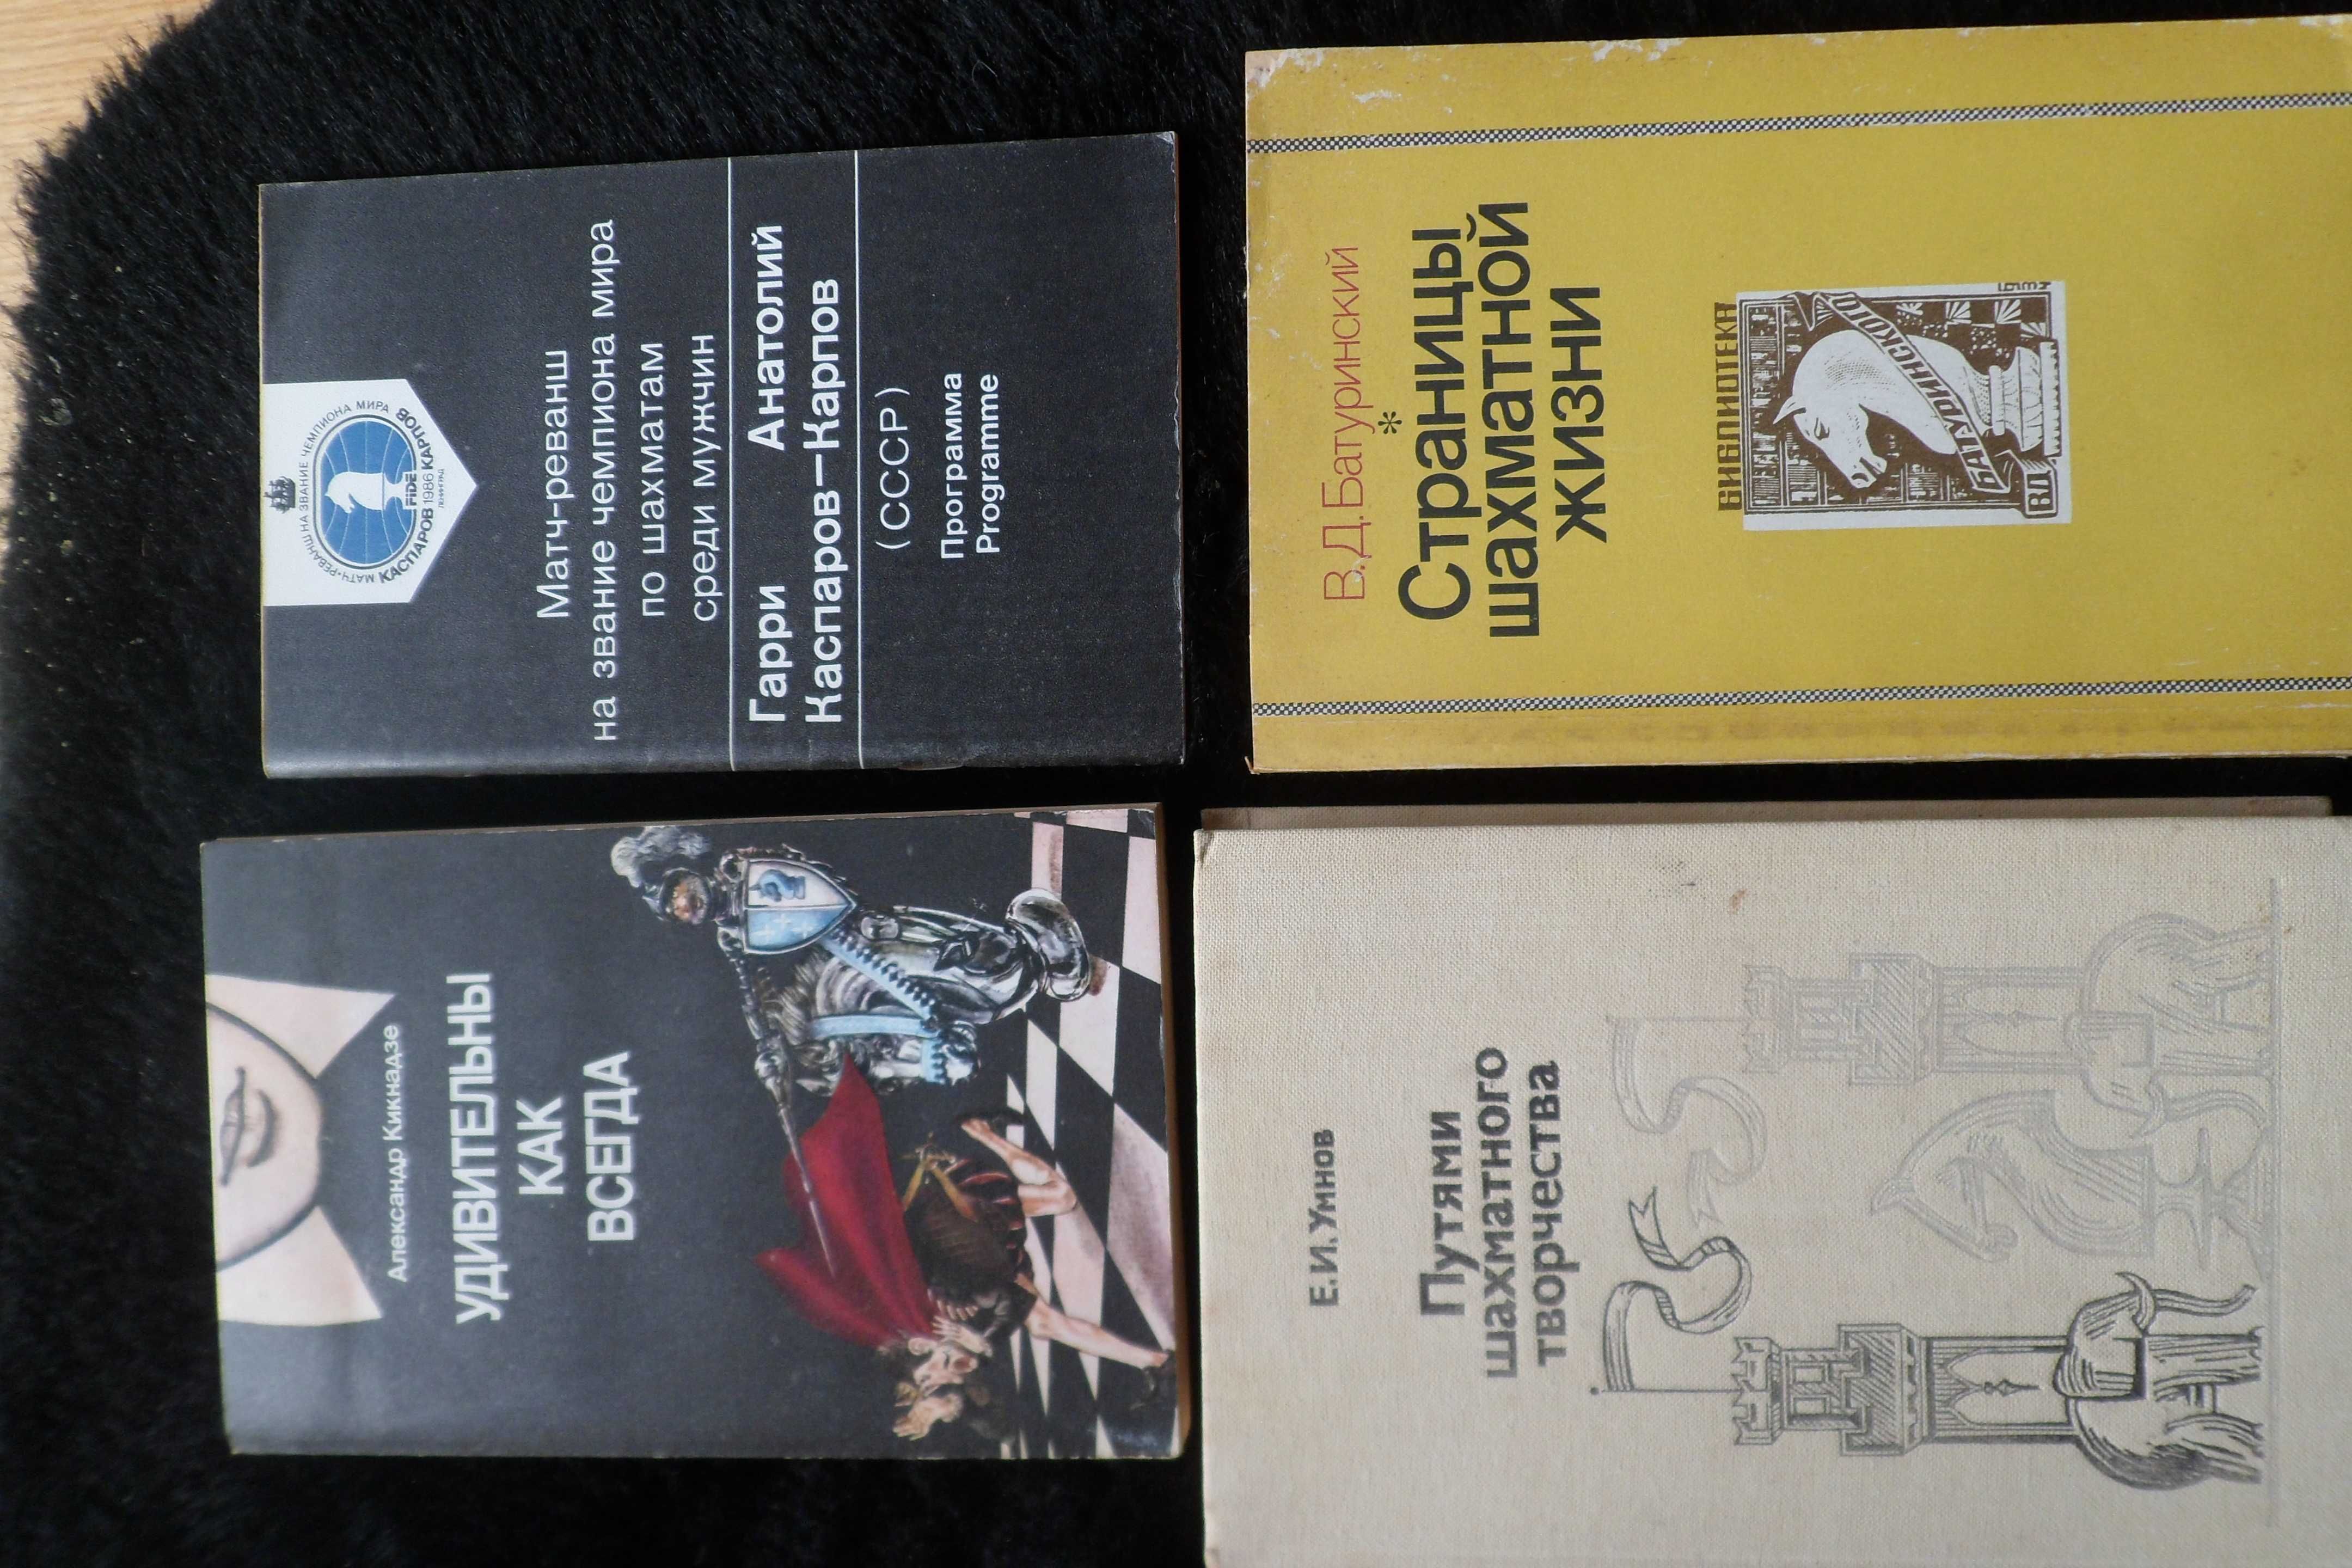 МАТЧ-РЕВАНШ НА ЗВАНИЕ ЧЕМПИОНА МИРА
FIDE
КАСПАРОВ 1986 КАРПОВ
Матч-реванш
на звание чемпиона мира
по шахматам
среди мужчин
Гарри Анатолий
Каспаров—Карпов
(СССР)
Программа
Programme
В.Д.Батуринский
*
Страницы
шахматной
жизни
БИБЛИОТЕКА
БАТУРИНСКОГО
В.Д.
Александр Кикнадзе
УДИВИТЕЛЬНЫ
КАК
ВСЕГДА
Е.И.Умнов
Путями
шахматного
творчества